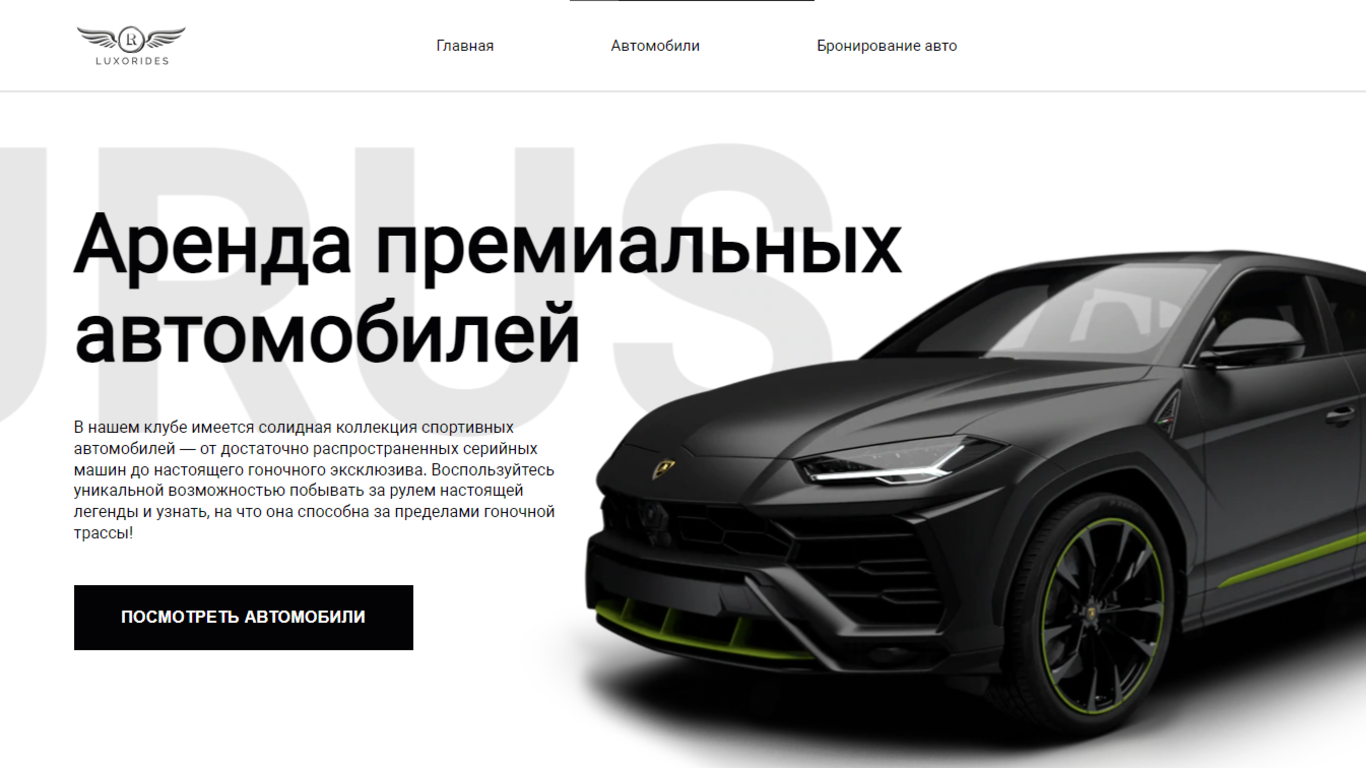 LR
LUXORIDES
Главная
Автомобили
Бронирование авто
URUS
Аренда премиальных
автомобилей
В нашем клубе имеется солидная коллекция спортивных
автомобилей — от достаточно распространенных серийных
машин до настоящего гоночного эксклюзива. Воспользуйтесь
уникальной возможностью побывать за рулем настоящей
легенды и узнать, на что она способна за пределами гоночной
трассы!
ПОСМОТРЕТЬ АВТОМОБИЛИ